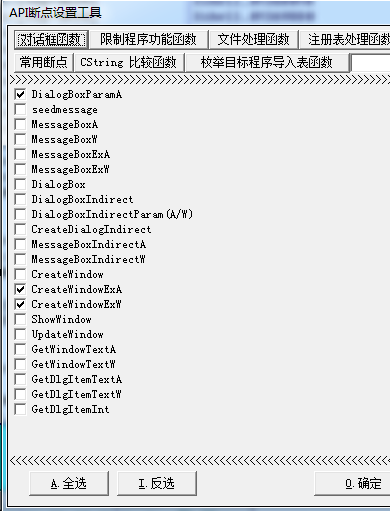 API断点设置工具
对话框函数 限制程序功能函数 文件处理函数 注册表处理函数
常用断点 CString 比较函数 枚举目标程序导入表函数
DialogBoxParamA
seedmessage
MessageBoxA
MessageBoxW
MessageBoxExA
MessageBoxExW
DialogBox
DialogBoxIndirect
DialogBoxIndirectParam(A/W)
CreateDialogIndirect
MessageBoxIndirectA
MessageBoxIndirectW
CreateWindow
CreateWindowExA
CreateWindowExW
ShowWindow
UpdateWindow
GetWindowTextA
GetWindowTextW
GetDlgItemTextA
GetDlgItemTextW
GetDlgItemInt
A.全选 I.反选 O.确定